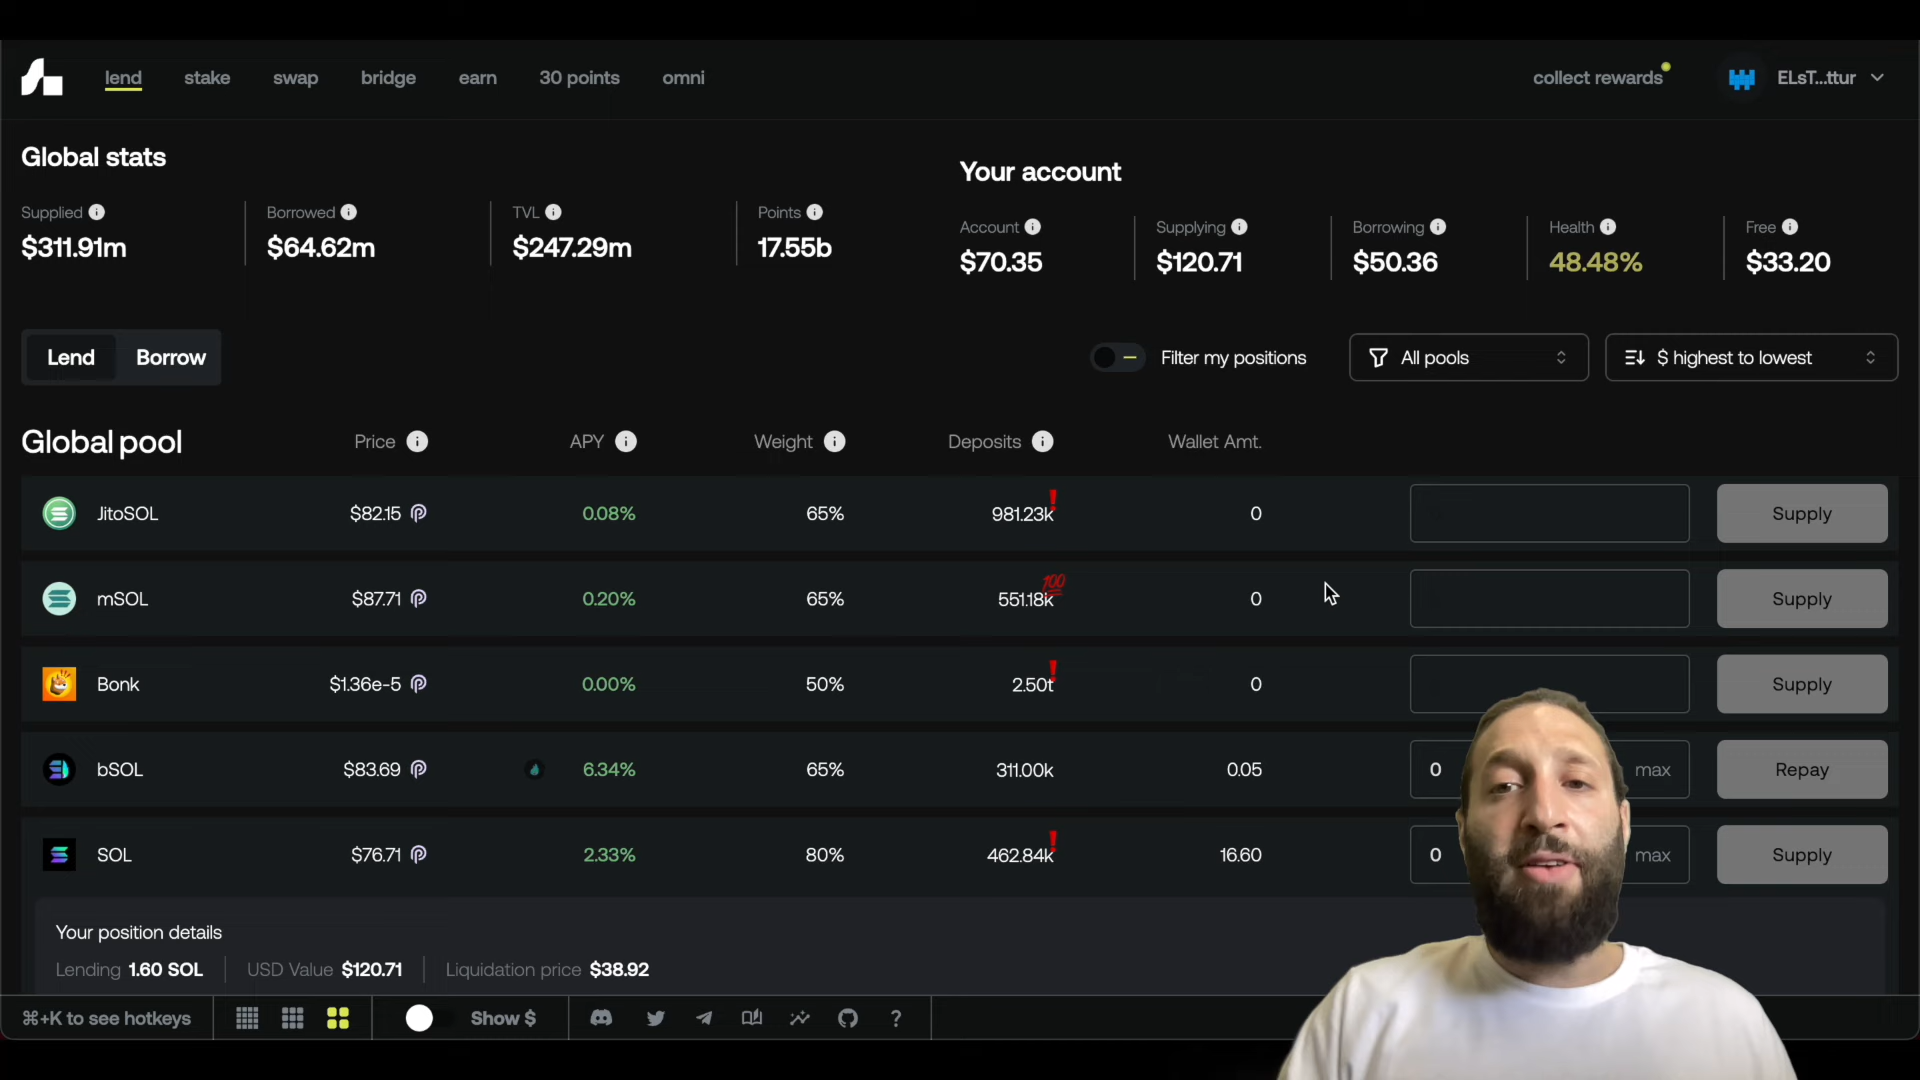 lend stake swap bridge earn 30 points omni collect rewards ELsT...ttur
Global stats
Your account
Supplied Borrowed TVL Points
$311.91m $64.62m $247.29m 17.55b
Account Supplying Borrowing Health Free
$70.35 $120.71 $50.36 48.48% $33.20
Lend Borrow Filter my positions All pools $ highest to lowest
Global pool Price APY Weight Deposits Wallet Amt.
JitoSOL $82.15 0.08% 65% 981.23k❗ 0 Supply
mSOL $87.71 0.20% 65% 551.18k💯 0 Supply
Bonk $1.36e-5 0.00% 50% 2.50t❗ 0 Supply
bSOL $83.69 6.34% 65% 311.00k 0.05 0 max Repay
SOL $76.71 2.33% 80% 462.84k❗ 16.60 0 max Supply
Your position details
Lending 1.60 SOL USD Value $120.71 Liquidation price $38.92
⌘+K to see hotkeys Show $ ?